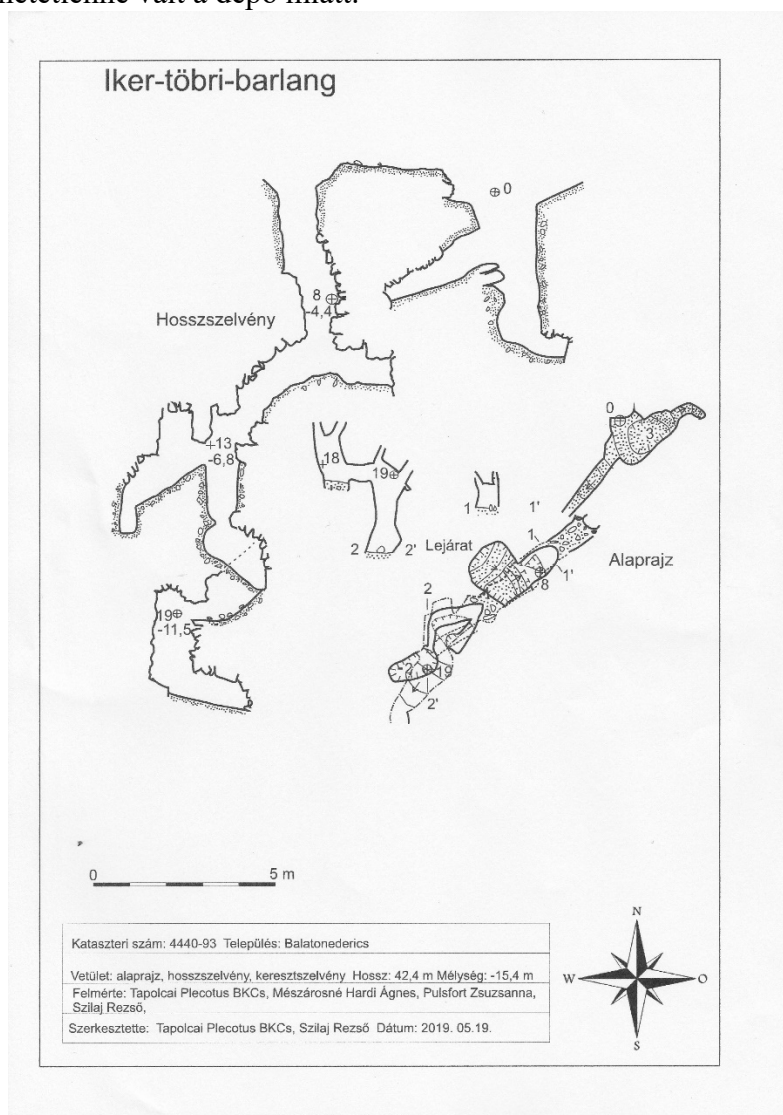 Iker-töbri-barlang
0
8
-4,4
Hosszszelvény
0
13
-6,8
18
19
3
1
1'
1
Lejárat
Alaprajz
2
2'
2
8
1'
19
-11,5
-2
19
2'
0 5 m
N
W O
S
Kataszteri szám: 4440-93 Település: Balatonederics
Vetület: alaprajz, hosszszelvény, keresztszelvény Hossz: 42,4 m Mélység: -15,4 m
Felmérte: Tapolcai Plecotus BKCs, Mészárosné Hardi Ágnes, Pulsfort Zsuzsanna,
Szilaj Rezső,
Szerkesztette: Tapolcai Plecotus BKCs, Szilaj Rezső Dátum: 2019. 05.19.